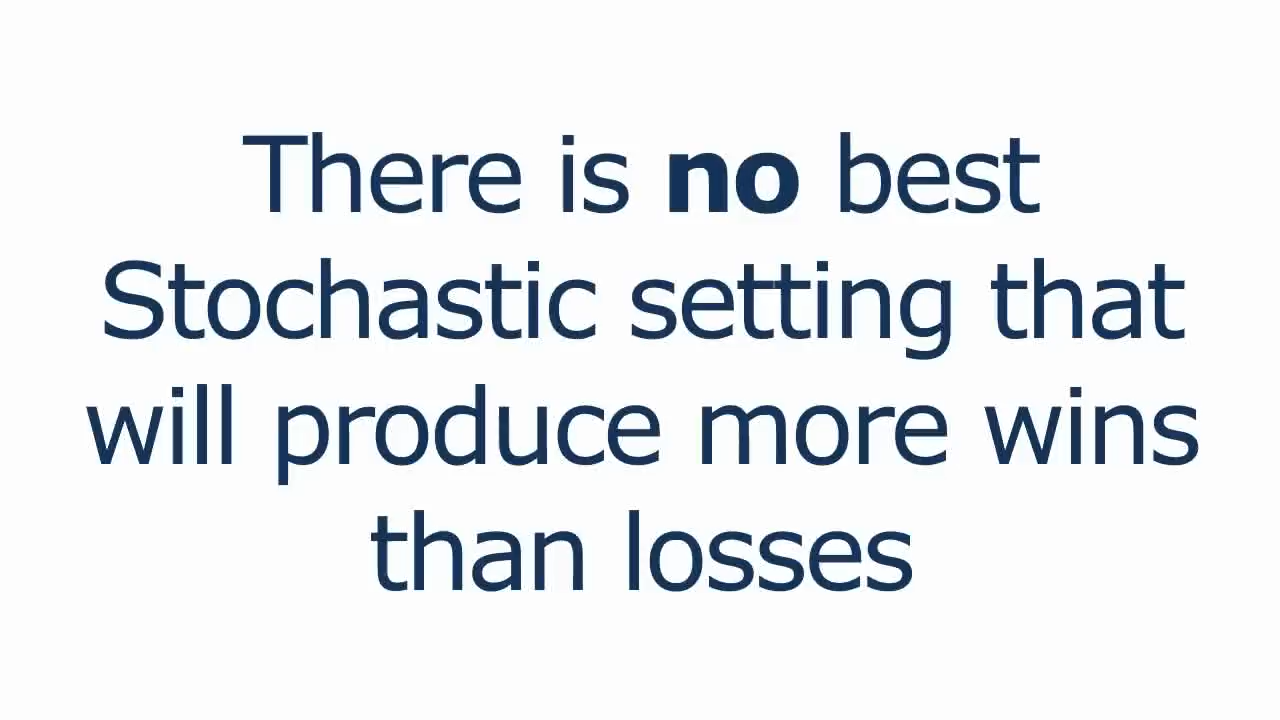 There is no best
Stochastic setting that
will produce more wins
than losses